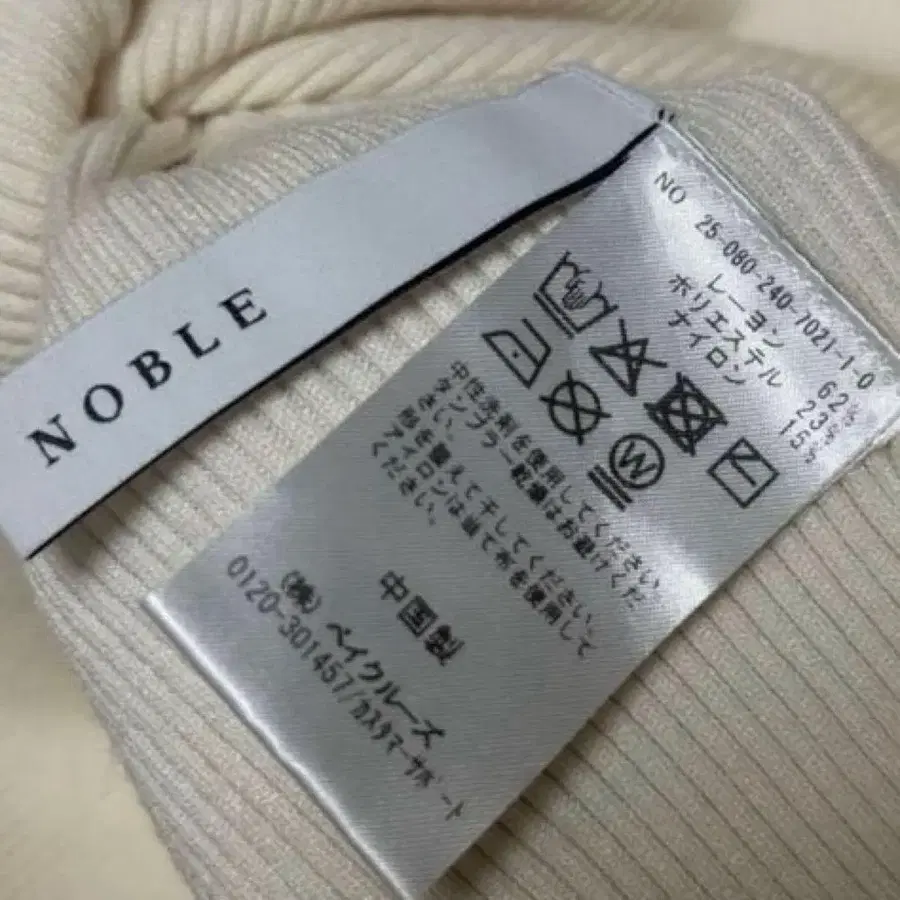 NOBLE
NO 25-080-240-7021-1-0
レーヨン 62%
ポリエステル 23%
ナイロン 15%
W
中性洗剤を使用してください。
タンブラー乾燥はお避けくだ
さい。
形を整えて干してください。
アイロンは当て布を使用して
ください。
中国製
(株)ベイクルーズ
0120-301457/カスタマーサポート